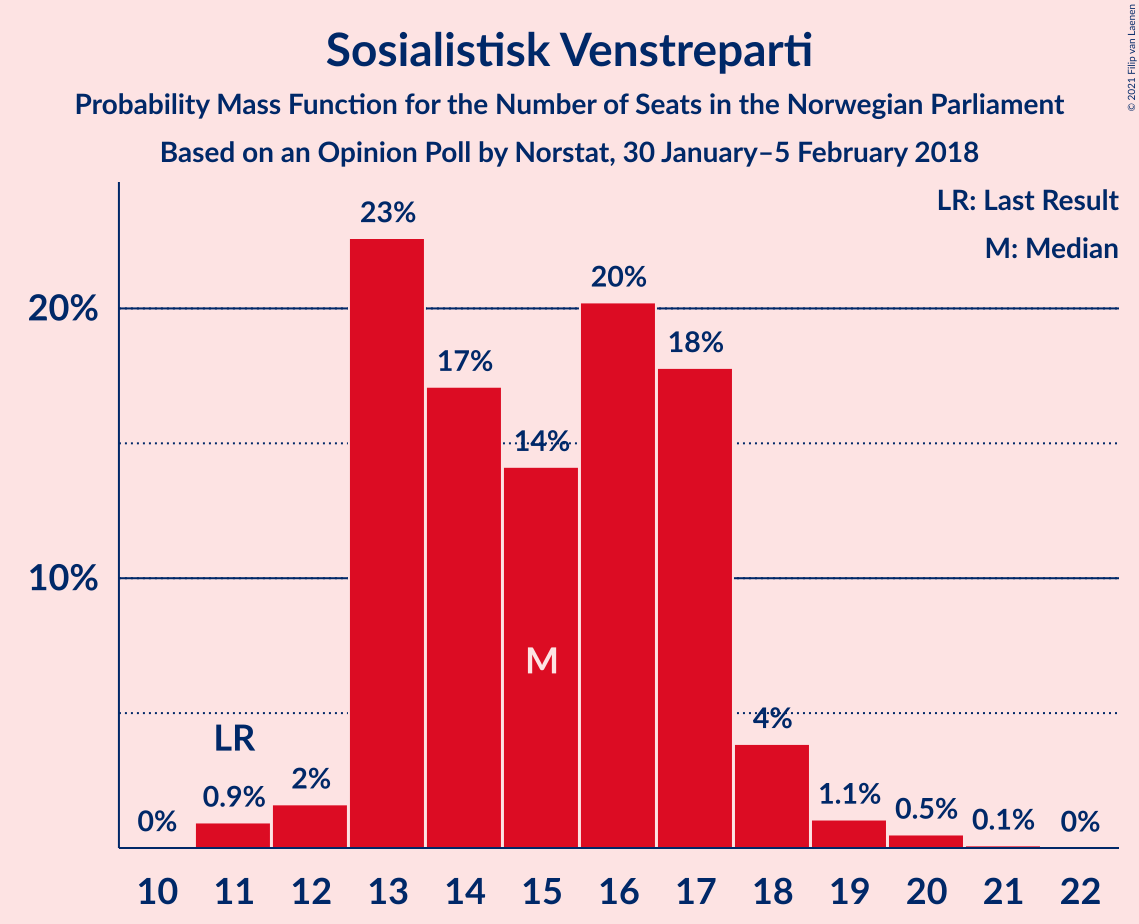 Sosialistisk Venstreparti
Probability Mass Function for the Number of Seats in the Norwegian Parliament
Based on an Opinion Poll by Norstat, 30 January–5 February 2018
© 2021 Filip van Laenen
LR: Last Result
M: Median
23%
20%
20%
18%
17%
14%
10%
M
4%
LR
2%
0.9%
1.1%
0.5%
0.1%
0%
0%
10 11 12 13 14 15 16 17 18 19 20 21 22